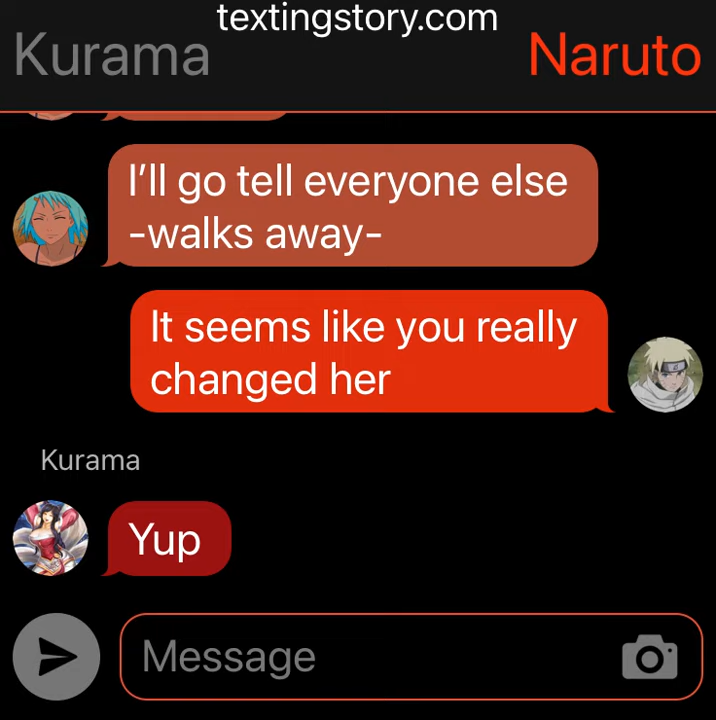 textingstory.com
Kurama
Naruto
I’ll go tell everyone else
-walks away-
It seems like you really
changed her
Kurama
Yup
Message